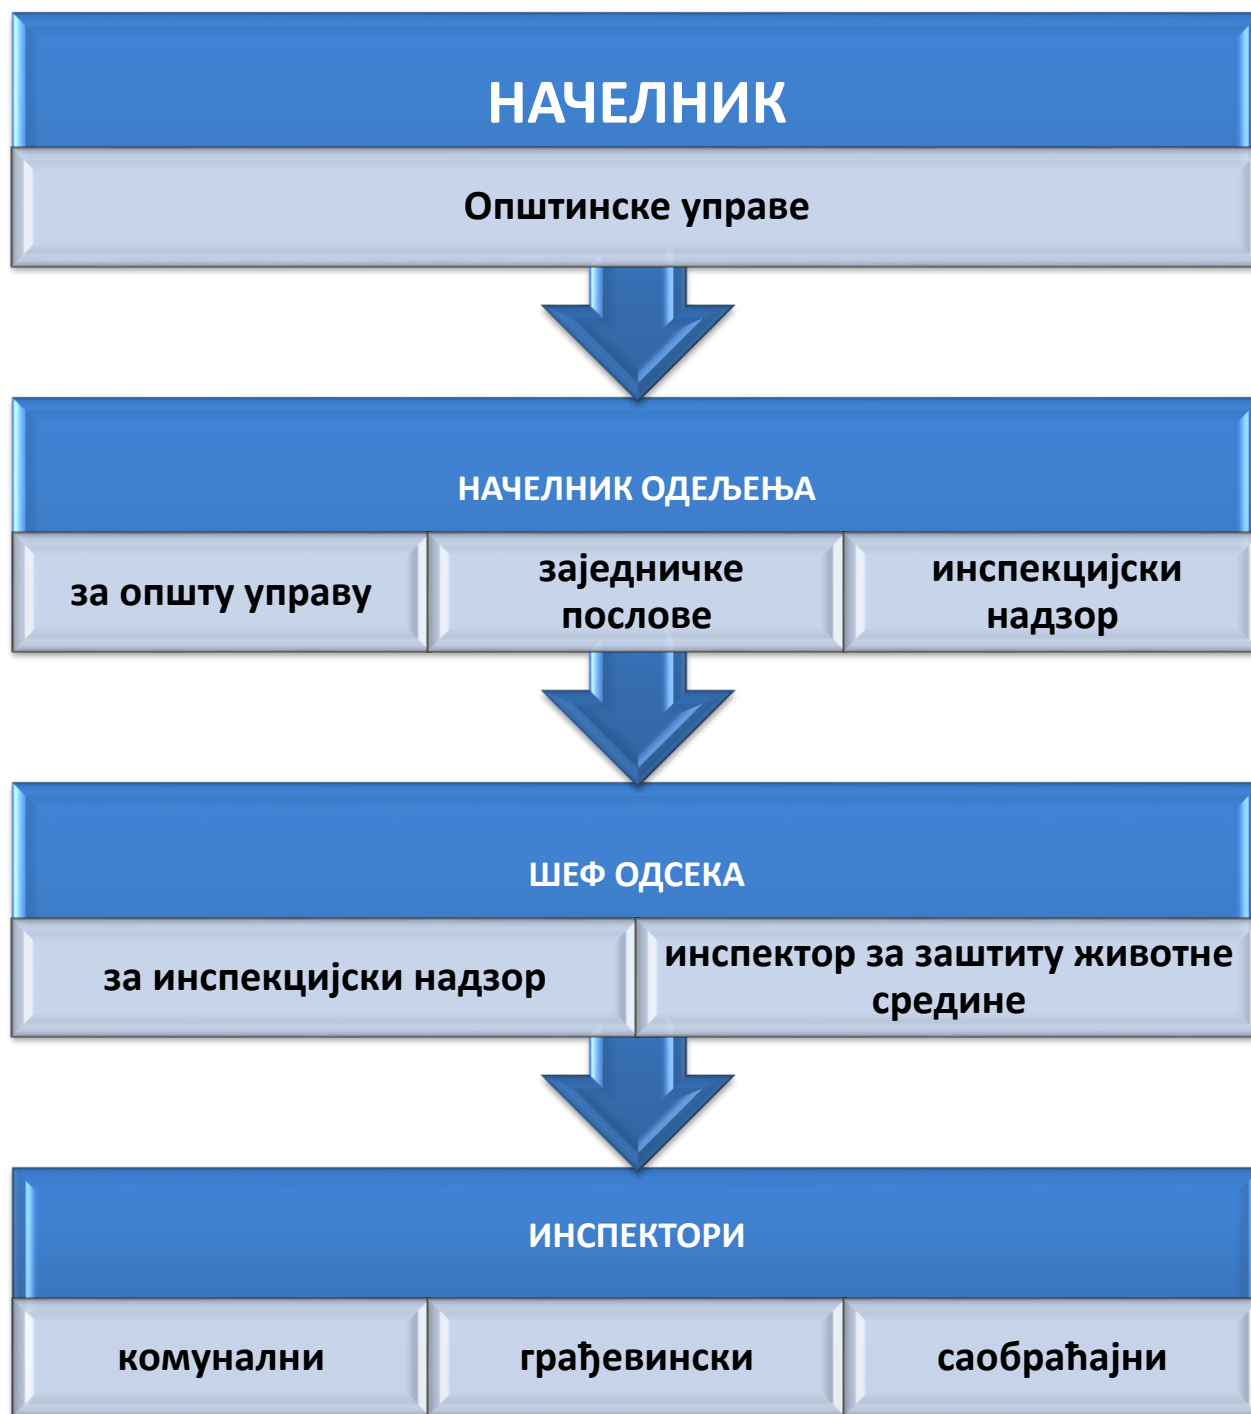 НАЧЕЛНИК
Општинске управе
НАЧЕЛНИК ОДЕЉЕЊА
за општу управу
заједничке
послове
инспекцијски
надзор
ШЕФ ОДСЕКА
за инспекцијски надзор
инспектор за заштиту животне
средине
ИНСПЕКТОРИ
комунални
грађевински
саобраћајни